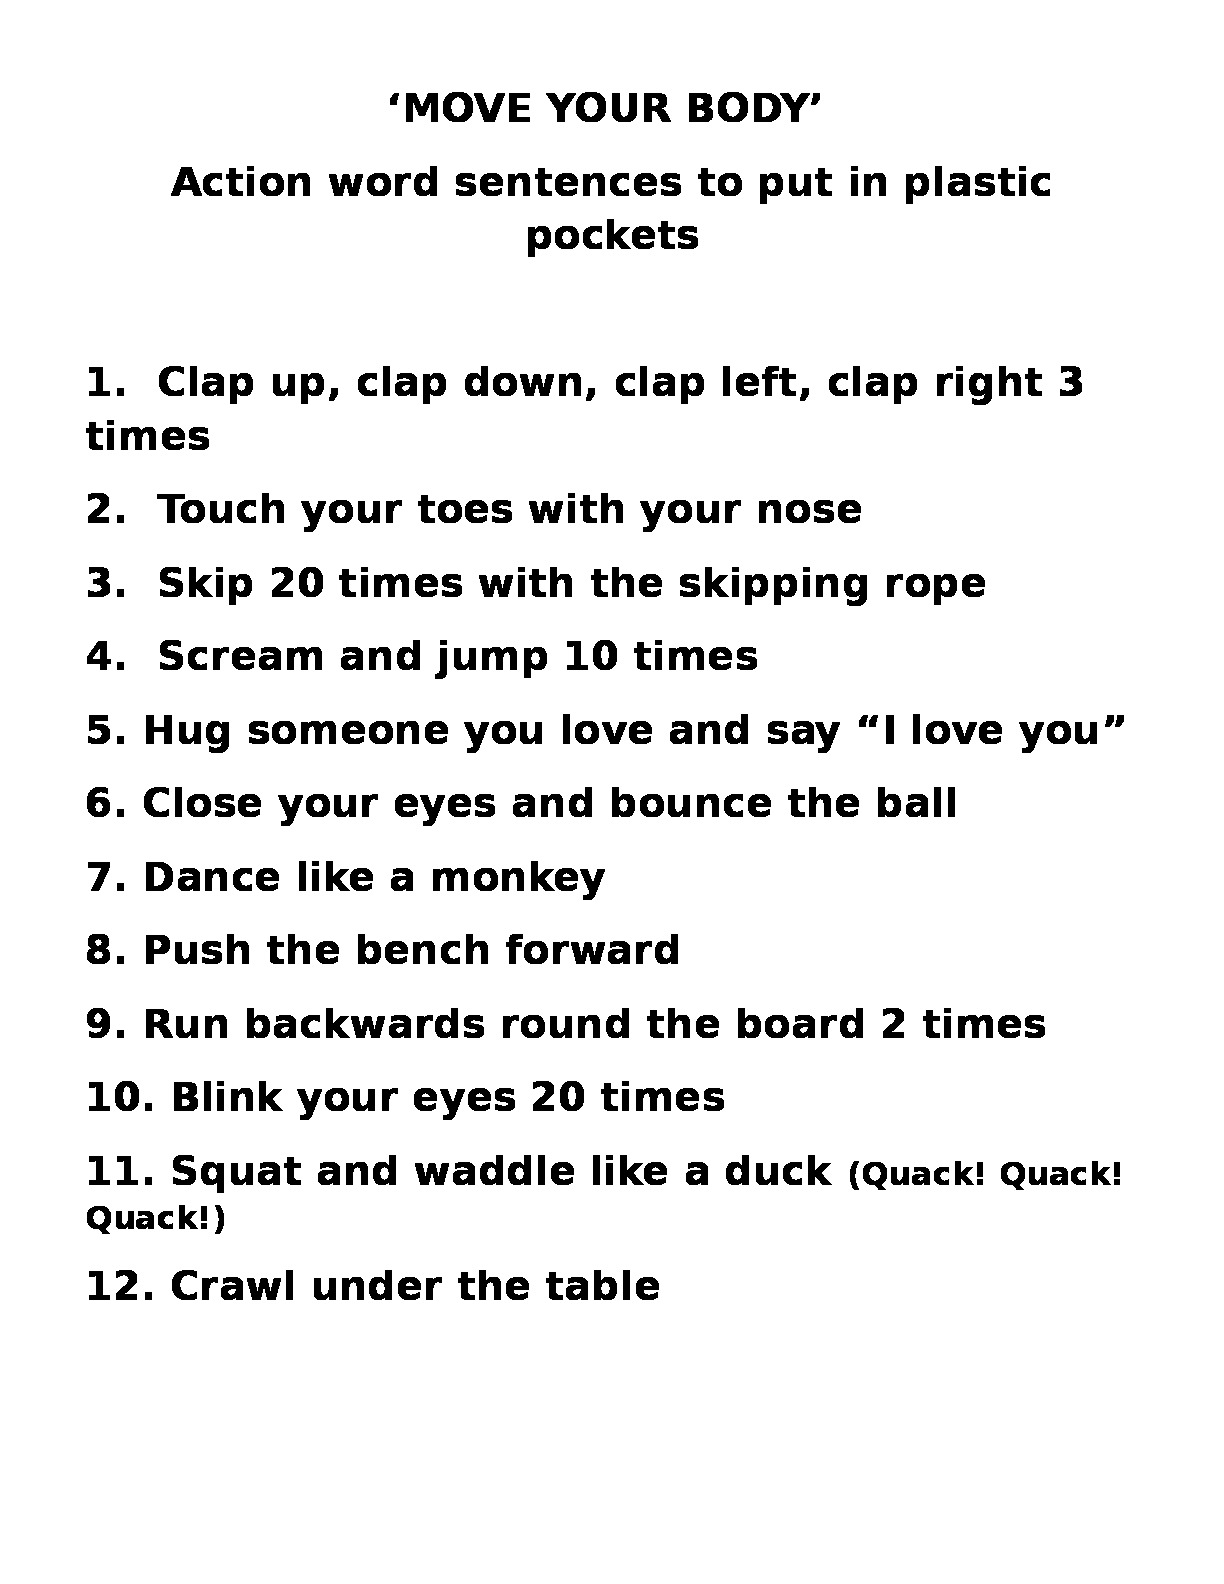 ‘MOVE YOUR BODY’
Action word sentences to put in plastic
pockets
1. Clap up, clap down, clap left, clap right 3
times
2. Touch your toes with your nose
3. Skip 20 times with the skipping rope
4. Scream and jump 10 times
5. Hug someone you love and say “I love you”
6. Close your eyes and bounce the ball
7. Dance like a monkey
8. Push the bench forward
9. Run backwards round the board 2 times
10. Blink your eyes 20 times
11. Squat and waddle like a duck (Quack! Quack!
Quack!)
12. Crawl under the table